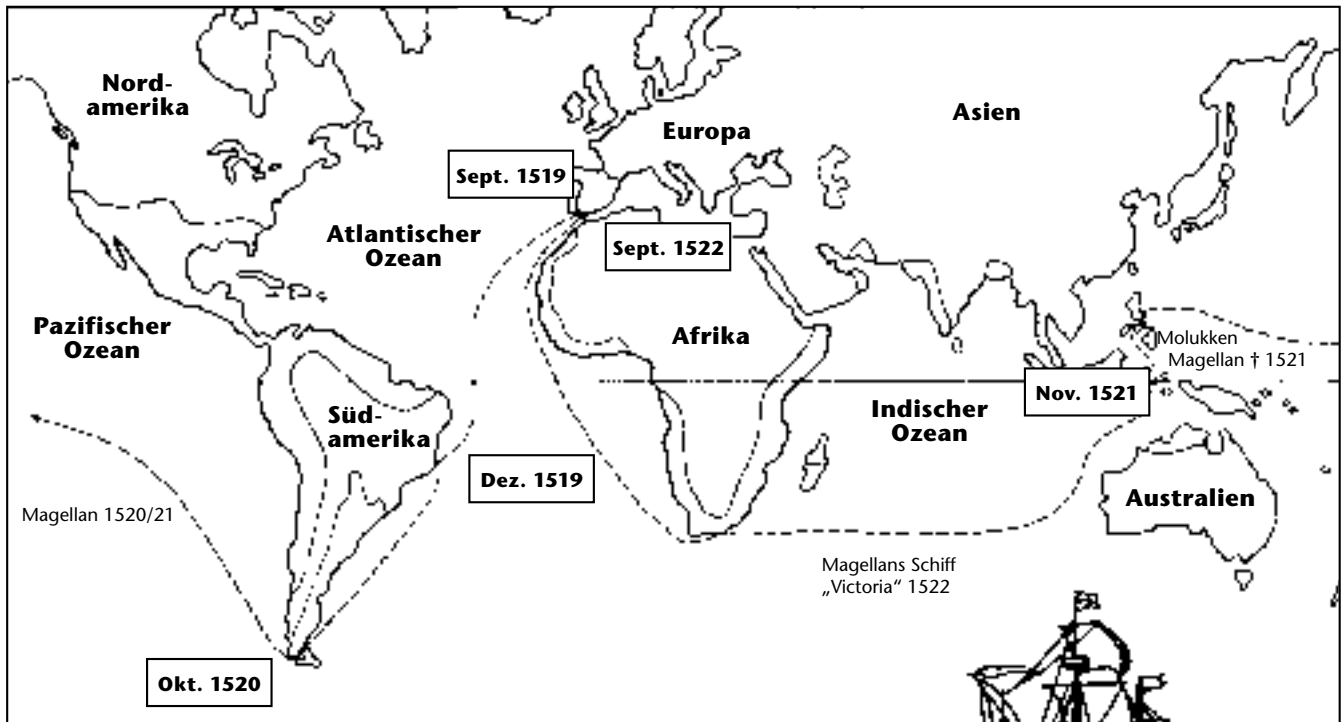 Nord-
amerika
Europa
Asien
Sept. 1519
Atlantischer
Ozean
Sept. 1522
Pazifischer
Ozean
Afrika
Molukken
Magellan † 1521
Nov. 1521
Süd-
amerika
Indischer
Ozean
Dez. 1519
Australien
Magellan 1520/21
Magellans Schiff
„Victoria“ 1522
Okt. 1520